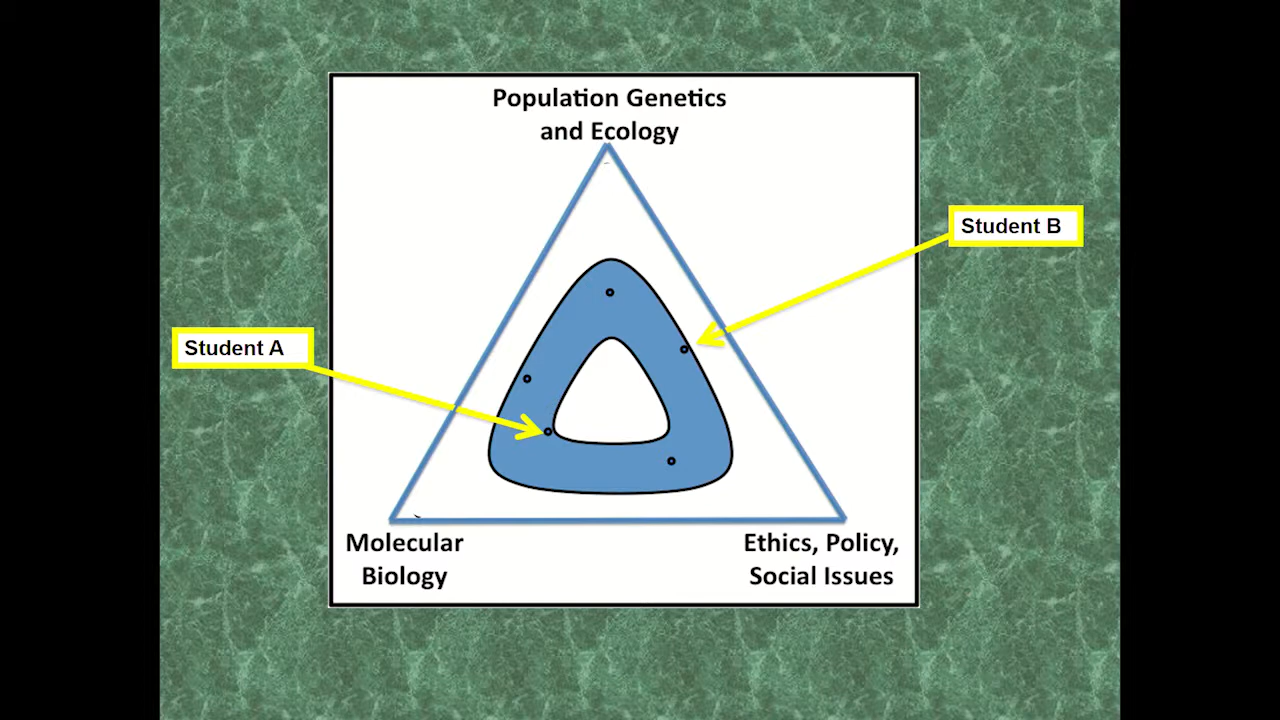 Population Genetics
and Ecology
Student B
Student A
Molecular
Biology
Ethics, Policy,
Social Issues